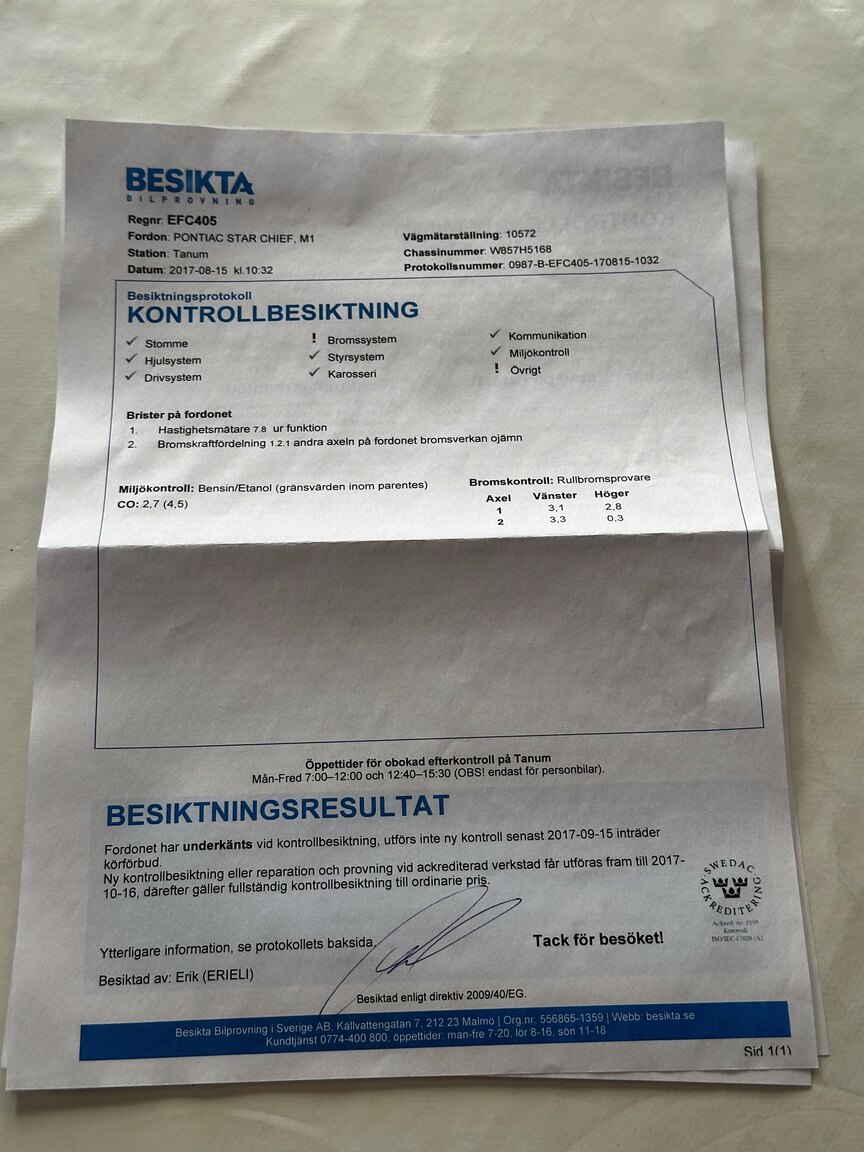 BESIKTA
BILPROVNING
Regnr: EFC405
Fordon: PONTIAC STAR CHIEF, M1
Station: Tanum
Datum: 2017-08-15 kl.10:32
Vägmätarställning: 10572
Chassinummer: W857H5168
Protokollsnummer: 0987-B-EFC405-170815-1032
Besiktningsprotokoll
KONTROLLBESIKTNING
✓ Stomme
✓ Hjulsystem
✓ Drivsystem
! Bromssystem
✓ Styrsystem
✓ Karosseri
✓ Kommunikation
✓ Miljökontroll
! Övrigt
Brister på fordonet
1. Hastighetsmätare 7.8 ur funktion
2. Bromskraftfördelning 1.2.1 andra axeln på fordonet bromsverkan ojämn
Miljökontroll: Bensin/Etanol (gränsvärden inom parentes)
CO: 2,7 (4,5)
Bromskontroll: Rullbromsprovare
Axel Vänster Höger
1 3,1 2,8
2 3,3 0,3
Öppettider för obokad efterkontroll på Tanum
Mån-Fred 7:00–12:00 och 12:40–15:30 (OBS! endast för personbilar).
BESIKTNINGSRESULTAT
Fordonet har underkänts vid kontrollbesiktning, utförs inte ny kontroll senast 2017-09-15 inträder
körförbud.
Ny kontrollbesiktning eller reparation och provning vid ackrediterad verkstad får utföras fram till 2017-
10-16, därefter gäller fullständig kontrollbesiktning till ordinarie pris.
SWEDAC
ACKREDITERING
Ackred. nr. 0199
Kontroll
ISO/IEC 17020 (A)
Ytterligare information, se protokollets baksida.
Tack för besöket!
Besiktad av: Erik (ERIELI)
Besiktad enligt direktiv 2009/40/EG.
Besikta Bilprovning i Sverige AB, Kallvattengatan 7, 212 23 Malmö | Org.nr. 556865-1359 | Webb: besikta.se
Kundtjänst 0774-400 800, öppettider: mån-fre 7-20, lör 8-16, sön 11-18
Sid 1(1)